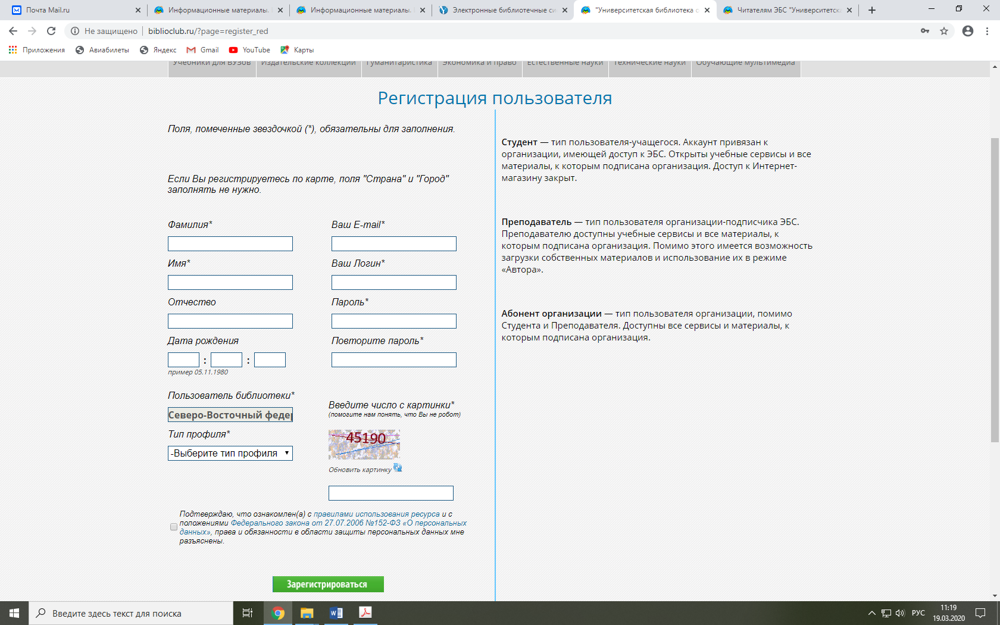 Почта Mail.ru
Информационные материалы.
Информационные материалы.
Электронные библиотечные си
"Университетская библиотека о
Читателям ЭБС "Университетска
Не защищено
biblioclub.ru/?page=register_red
Приложения
Авиабилеты
Яндекс
Gmail
YouTube
Карты
Учебники для ВУЗов
Издательские коллекции
Гуманитаристика
Экономика и право
Естественные науки
Технические науки
Обучающие мультимедиа
Регистрация пользователя
Поля, помеченные звездочкой (*), обязательны для заполнения.
Если Вы регистрируетесь по карте, поля "Страна" и "Город"
заполнять не нужно.
Фамилия*
Ваш E-mail*
Имя*
Ваш Логин*
Отчество
Пароль*
Дата рождения
Повторите пароль*
: :
пример 05.11.1980
Пользователь библиотеки*
Северо-Восточный федер
Тип профиля*
-Выберите тип профиля
Введите число с картинки*
(помогите нам понять, что Вы не робот)
45190
Обновить картинку
Подтверждаю, что ознакомлен(а) с правилами использования ресурса и с
положениями Федерального закона от 27.07.2006 №152-ФЗ «О персональных
данных», права и обязанности в области защиты персональных данных мне
разъяснены.
Зарегистрироваться
Студент — тип пользователя-учащегося. Аккаунт привязан к
организации, имеющей доступ к ЭБС. Открыты учебные сервисы и все
материалы, к которым подписана организация. Доступ к Интернет-
магазину закрыт.
Преподаватель — тип пользователя организации-подписчика ЭБС.
Преподавателю доступны учебные сервисы и все материалы, к
которым подписана организация. Помимо этого имеется возможность
загрузки собственных материалов и использование их в режиме
«Автора».
Абонент организации — тип пользователя организации, помимо
Студента и Преподавателя. Доступны все сервисы и материалы, к
которым подписана организация.
Введите здесь текст для поиска
РУС
11:19
19.03.2020